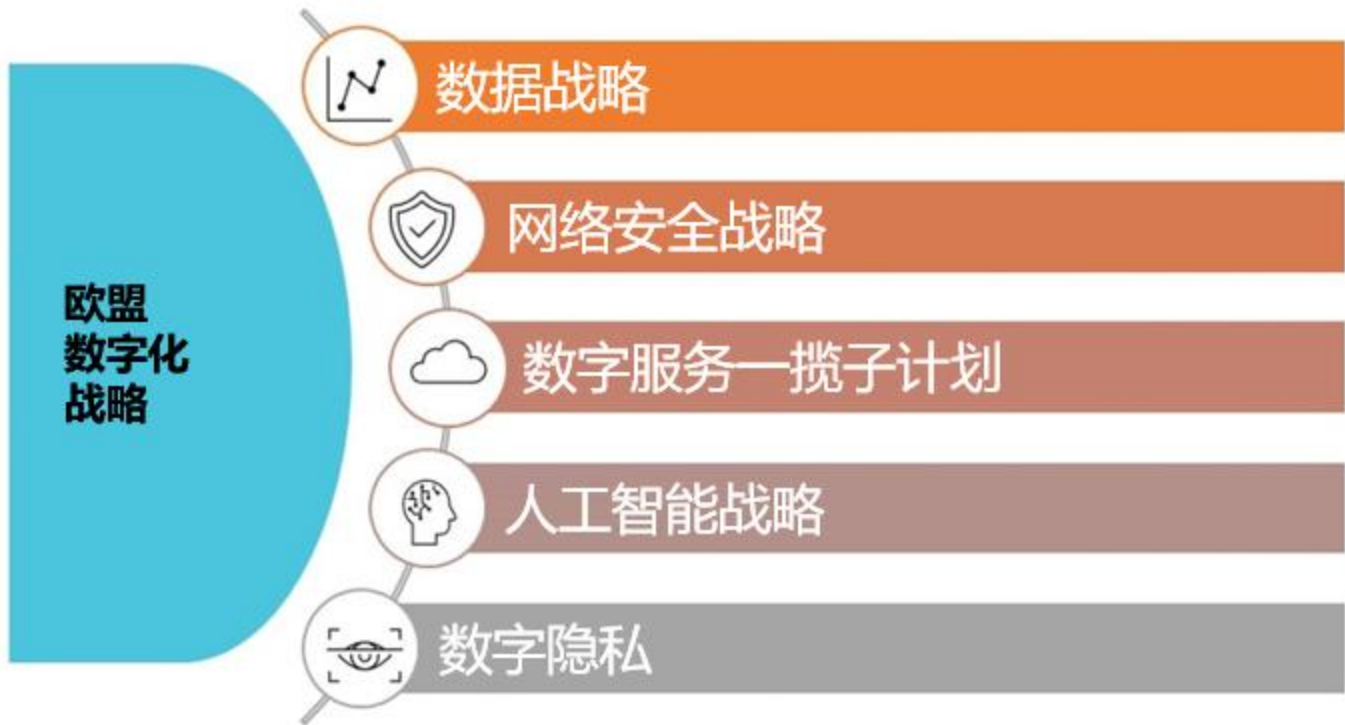 欧盟
数字化
战略
数据战略
网络安全战略
数字服务一揽子计划
人工智能战略
数字隐私